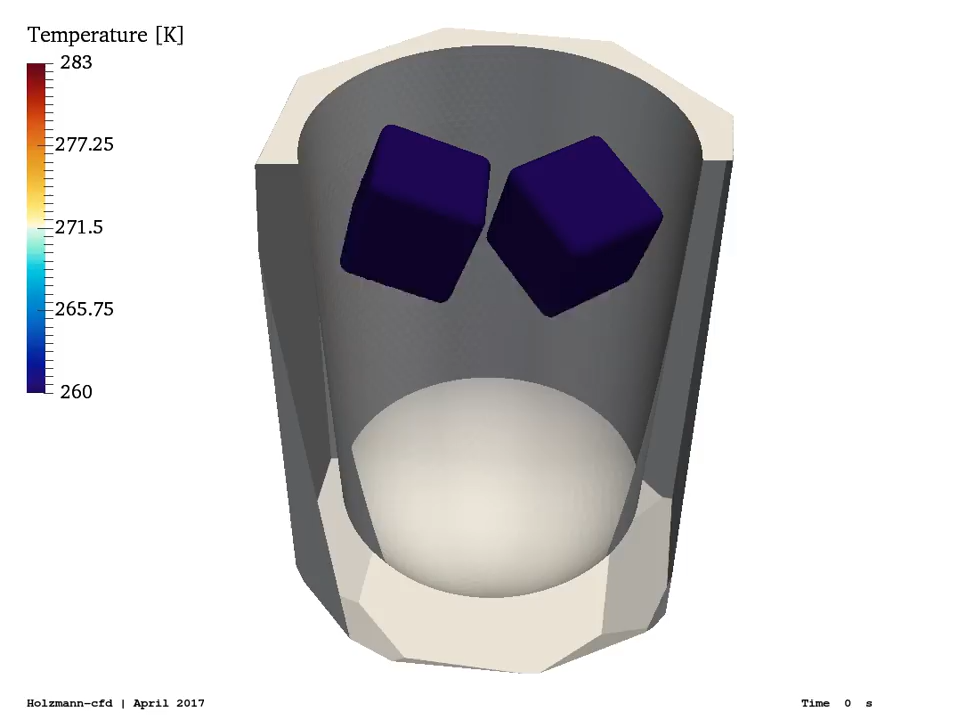 Temperature [K]
283
277.25
271.5
265.75
260
Holzmann-cfd | April 2017
Time 0 s